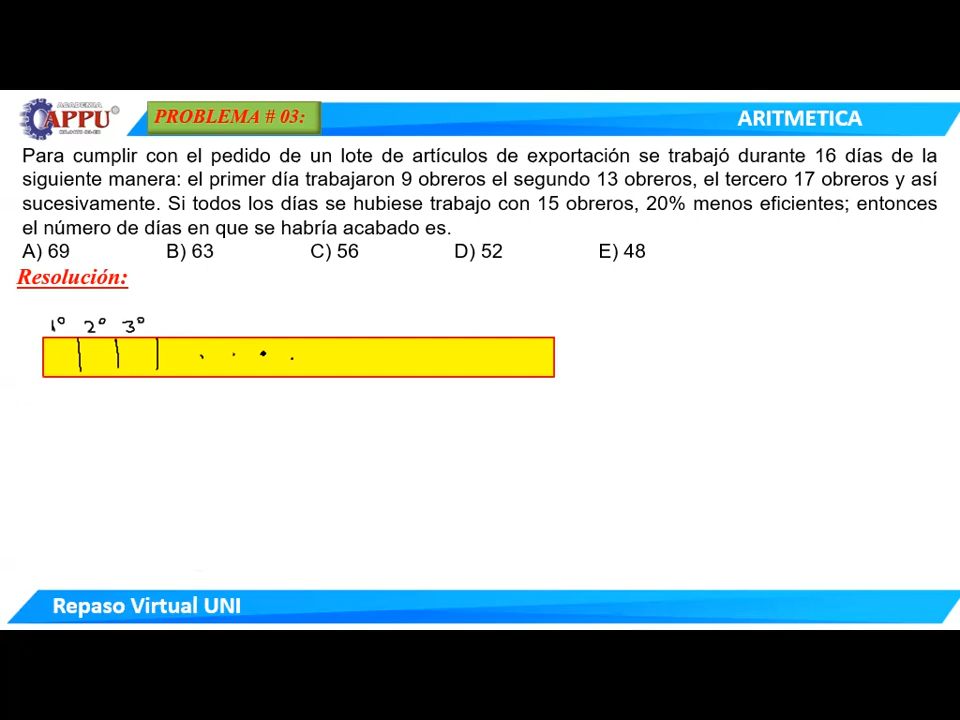 ACADEMIA
APPU
PROBLEMA # 03:
ARITMETICA
Para cumplir con el pedido de un lote de artículos de exportación se trabajó durante 16 días de la
siguiente manera: el primer día trabajaron 9 obreros el segundo 13 obreros, el tercero 17 obreros y así
sucesivamente. Si todos los días se hubiese trabajo con 15 obreros, 20% menos eficientes; entonces
el número de días en que se habría acabado es.
A) 69 B) 63 C) 56 D) 52 E) 48
Resolución:
1° 2° 3°
Repaso Virtual UNI